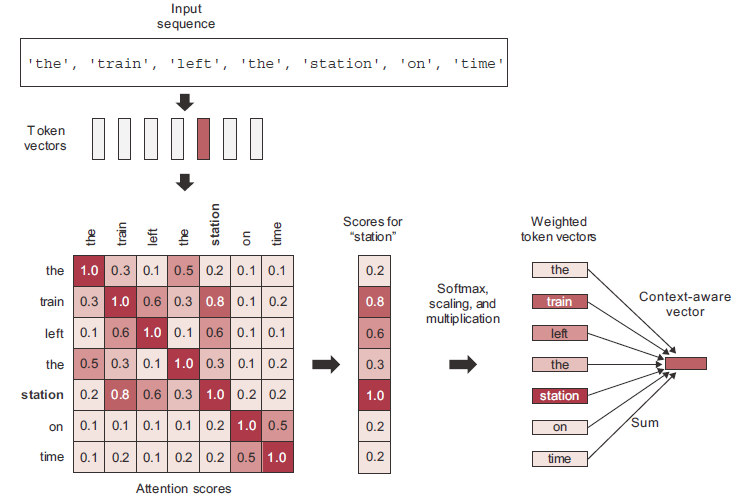 Input
sequence
'the', 'train', 'left', 'the', 'station', 'on', 'time'
Token
vectors
the train left the station on time
the 1.0 0.3 0.1 0.5 0.2 0.1 0.1
train 0.3 1.0 0.6 0.3 0.8 0.1 0.2
left 0.1 0.6 1.0 0.1 0.6 0.1 0.1
the 0.5 0.3 0.1 1.0 0.3 0.1 0.2
station 0.2 0.8 0.6 0.3 1.0 0.2 0.2
on 0.1 0.1 0.1 0.1 0.2 1.0 0.5
time 0.1 0.2 0.1 0.2 0.2 0.5 1.0
Attention scores
Scores for
"station"
0.2
0.8
0.6
0.3
1.0
0.2
0.2
Softmax,
scaling, and
multiplication
Weighted
token vectors
the
train
left
the
station
on
time
Context-aware
vector
Sum